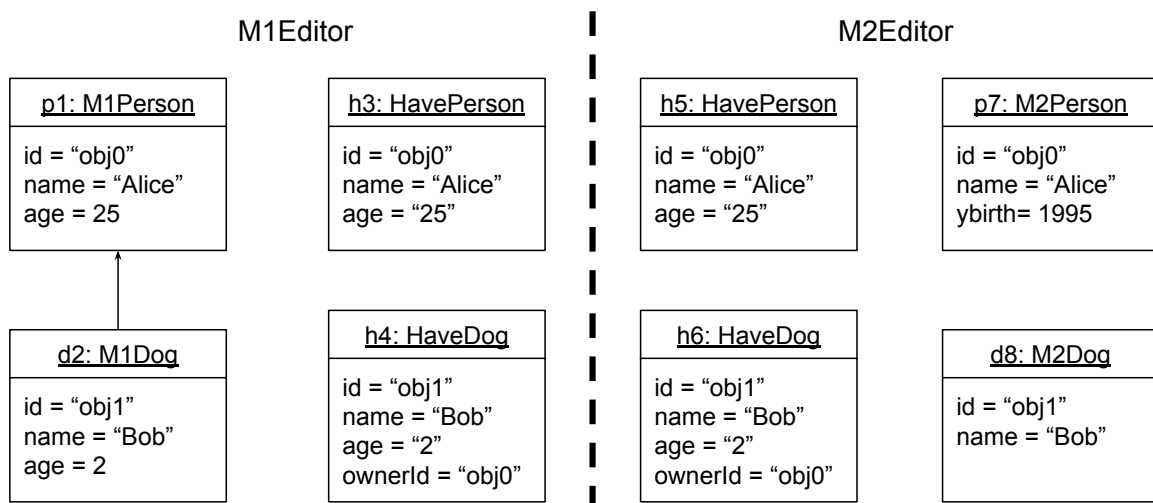 M1Editor
M2Editor
p1: M1Person
id = “obj0”
name = “Alice”
age = 25
h3: HavePerson
id = “obj0”
name = “Alice”
age = “25”
h5: HavePerson
id = “obj0”
name = “Alice”
age = “25”
p7: M2Person
id = “obj0”
name = “Alice”
ybirth= 1995
d2: M1Dog
id = “obj1”
name = “Bob”
age = 2
h4: HaveDog
id = “obj1”
name = “Bob”
age = “2”
ownerId = “obj0”
h6: HaveDog
id = “obj1”
name = “Bob”
age = “2”
ownerId = “obj0”
d8: M2Dog
id = “obj1”
name = “Bob”